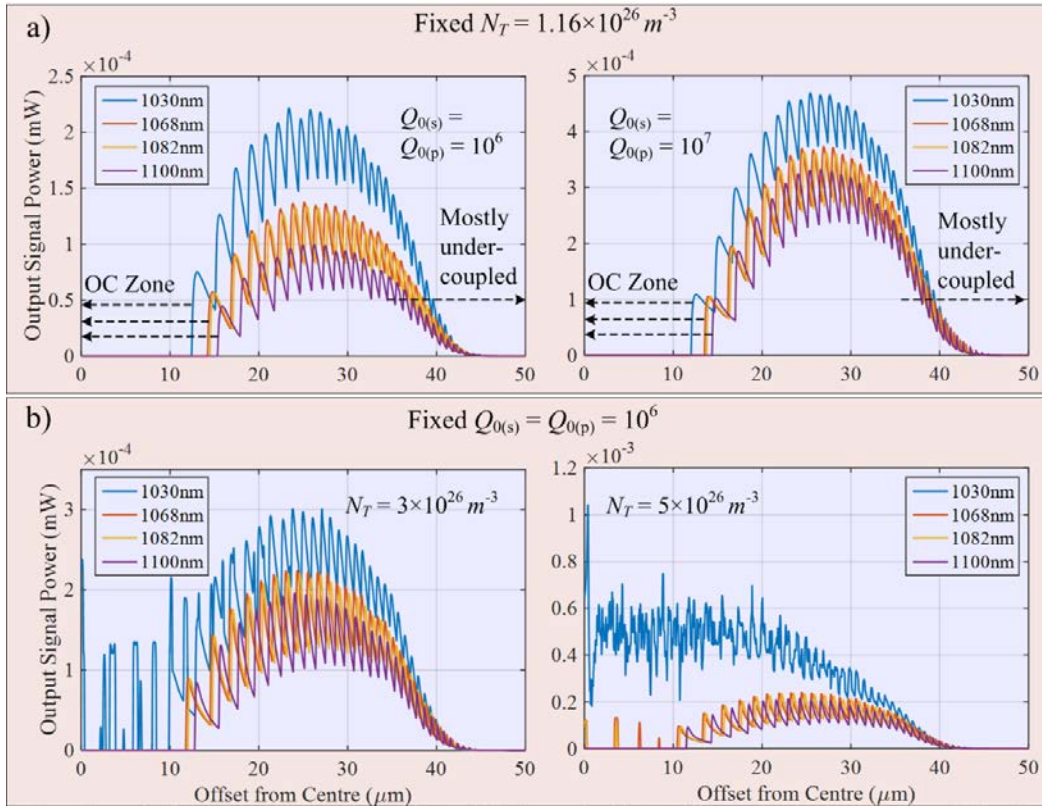 a)
Fixed N_T = 1.16×10^26 m^-3
×10^-4
2.5
2
1.5
1
0.5
0
Output Signal Power (mW)
1030nm
1068nm
1082nm
1100nm
Q_0(s) =
Q_0(p) = 10^6
OC Zone
Mostly
under-
coupled
0 10 20 30 40 50
×10^-4
5
4
3
2
1
0
Q_0(s) =
Q_0(p) = 10^7
1030nm
1068nm
1082nm
1100nm
OC Zone
Mostly
under-
coupled
0 10 20 30 40 50
b)
Fixed Q_0(s) = Q_0(p) = 10^6
×10^-4
3
2
1
0
Output Signal Power (mW)
1030nm
1068nm
1082nm
1100nm
N_T = 3×10^26 m^-3
0 10 20 30 40 50
Offset from Centre (μm)
×10^-3
1.2
1
0.8
0.6
0.4
0.2
0
N_T = 5×10^26 m^-3
1030nm
1068nm
1082nm
1100nm
0 10 20 30 40 50
Offset from Centre (μm)